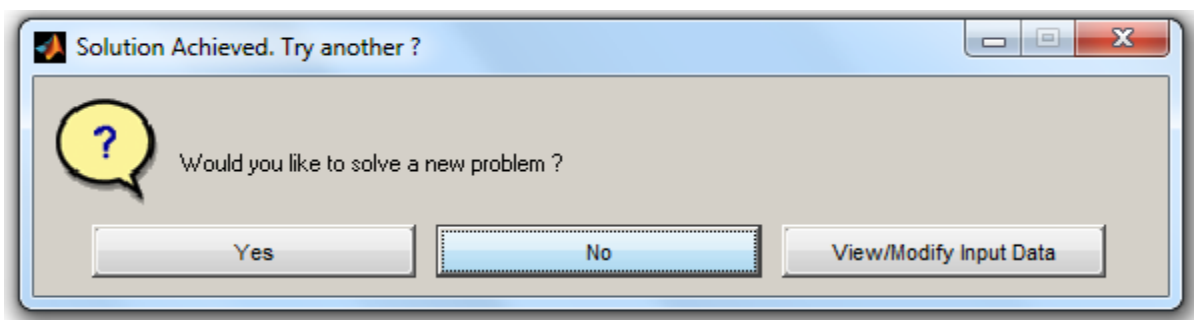 Solution Achieved. Try another ?
?
Would you like to solve a new problem ?
Yes No View/Modify Input Data